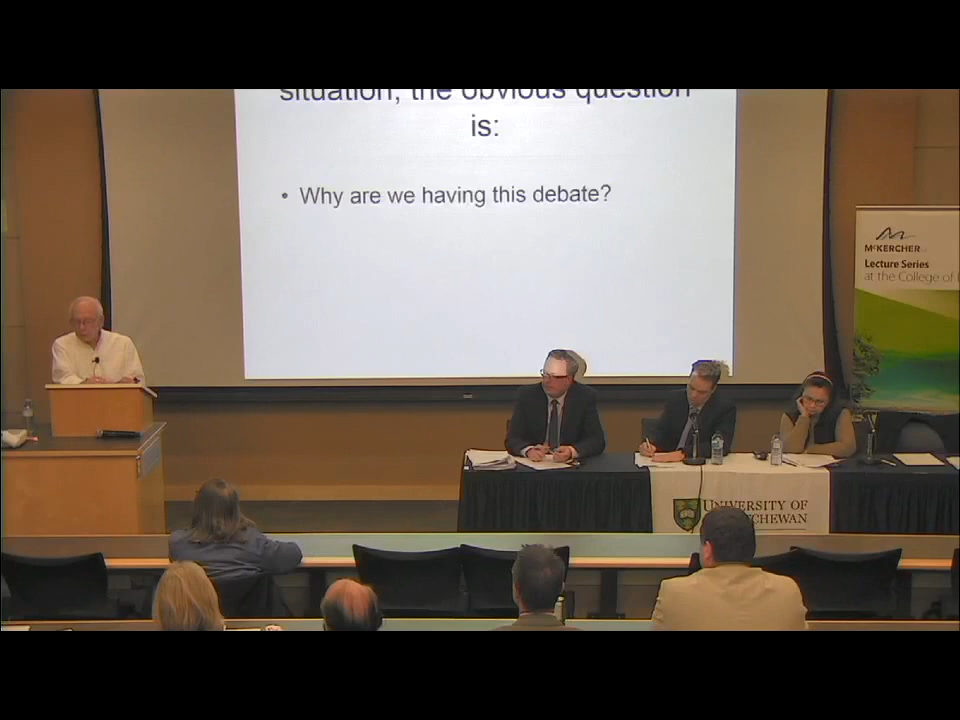 situation, the obvious question
is:
• Why are we having this debate?
McKERCHER
Lecture Series
at the College of
UNIVERSITY OF